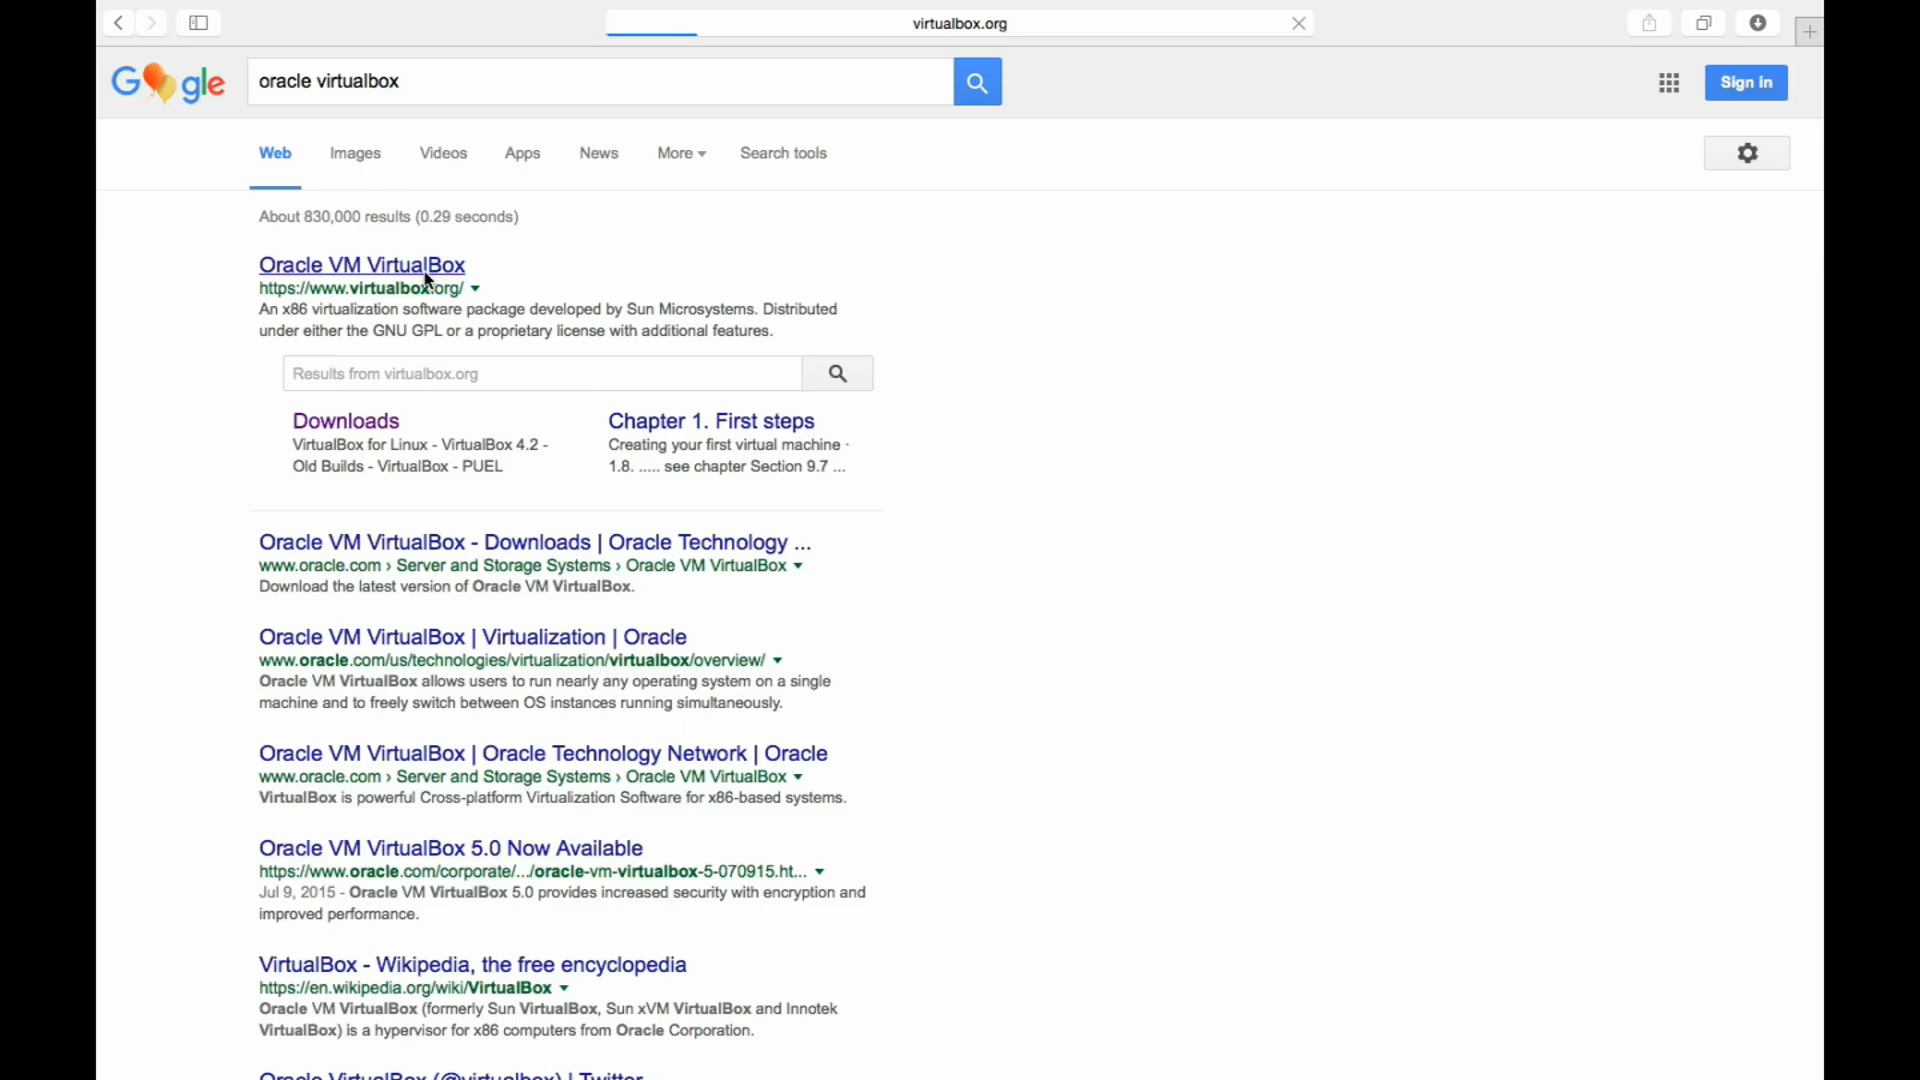 virtualbox.org
Google
oracle virtualbox
Sign in
Web Images Videos Apps News More Search tools
About 830,000 results (0.29 seconds)
Oracle VM VirtualBox
https://www.virtualbox.org/
An x86 virtualization software package developed by Sun Microsystems. Distributed
under either the GNU GPL or a proprietary license with additional features.
Results from virtualbox.org
Downloads
VirtualBox for Linux - VirtualBox 4.2 -
Old Builds - VirtualBox - PUEL
Chapter 1. First steps
Creating your first virtual machine ·
1.8. ..... see chapter Section 9.7 ...
Oracle VM VirtualBox - Downloads | Oracle Technology ...
www.oracle.com › Server and Storage Systems › Oracle VM VirtualBox
Download the latest version of Oracle VM VirtualBox.
Oracle VM VirtualBox | Virtualization | Oracle
www.oracle.com/us/technologies/virtualization/virtualbox/overview/
Oracle VM VirtualBox allows users to run nearly any operating system on a single
machine and to freely switch between OS instances running simultaneously.
Oracle VM VirtualBox | Oracle Technology Network | Oracle
www.oracle.com › Server and Storage Systems › Oracle VM VirtualBox
VirtualBox is powerful Cross-platform Virtualization Software for x86-based systems.
Oracle VM VirtualBox 5.0 Now Available
https://www.oracle.com/corporate/.../oracle-vm-virtualbox-5-070915.ht...
Jul 9, 2015 - Oracle VM VirtualBox 5.0 provides increased security with encryption and
improved performance.
VirtualBox - Wikipedia, the free encyclopedia
https://en.wikipedia.org/wiki/VirtualBox
Oracle VM VirtualBox (formerly Sun VirtualBox, Sun xVM VirtualBox and Innotek
VirtualBox) is a hypervisor for x86 computers from Oracle Corporation.
Oracle VirtualBox (@virtualbox) | Twitter